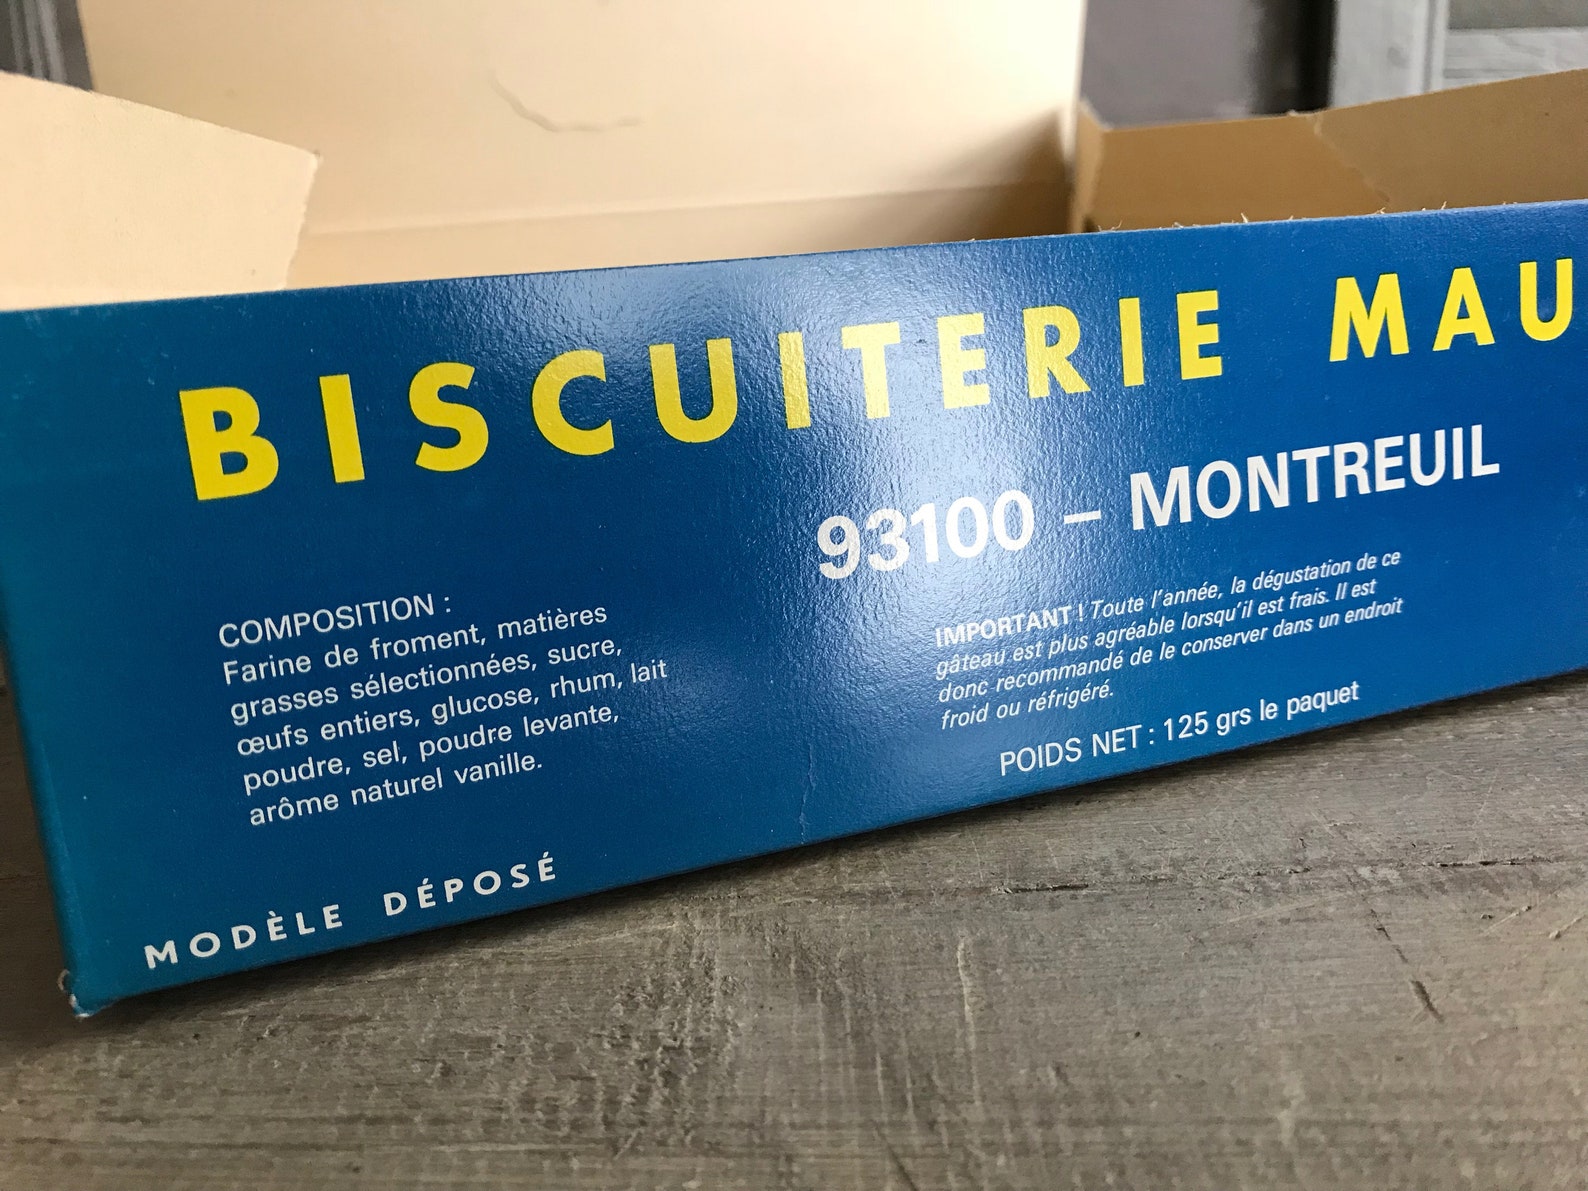 BISCUITERIE MAU
93100 – MONTREUIL
COMPOSITION :
Farine de froment, matières
grasses sélectionnées, sucre,
œufs entiers, glucose, rhum, lait
poudre, sel, poudre levante,
arôme naturel vanille.
IMPORTANT ! Toute l'année, la dégustation de ce
gâteau est plus agréable lorsqu'il est frais. Il est
donc recommandé de le conserver dans un endroit
froid ou réfrigéré.
POIDS NET : 125 grs le paquet
MODÈLE DÉPOSÉ